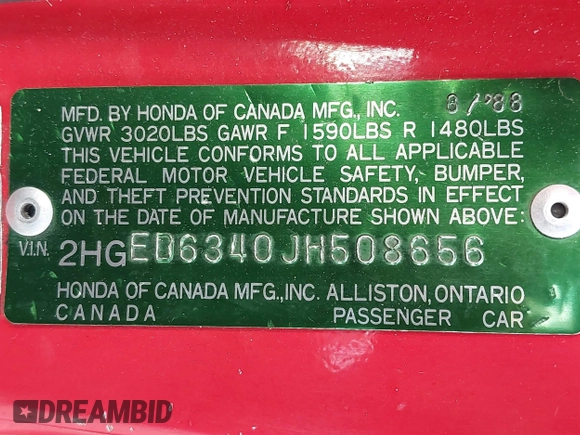 MFD. BY HONDA OF CANADA MFG., INC. 8/'88
GVWR 3020LBS GAWR F 1590LBS R 1480LBS
THIS VEHICLE CONFORMS TO ALL APPLICABLE
FEDERAL MOTOR VEHICLE SAFETY, BUMPER,
AND THEFT PREVENTION STANDARDS IN EFFECT
ON THE DATE OF MANUFACTURE SHOWN ABOVE:
V.I.N. 2HGED6340JH508656
HONDA OF CANADA MFG., INC. ALLISTON, ONTARIO
CANADA PASSENGER CAR
DREAMBID